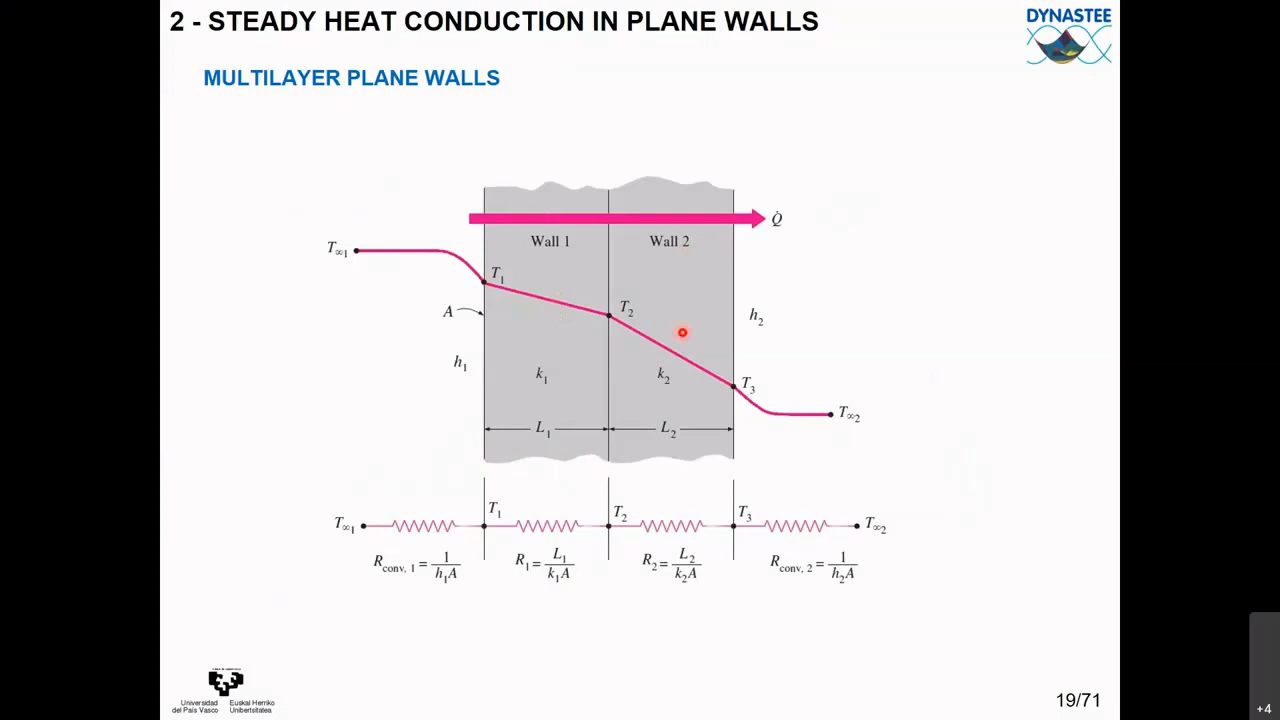 2 - STEADY HEAT CONDUCTION IN PLANE WALLS
DYNASTEE
MULTILAYER PLANE WALLS
Q̇
Wall 1 Wall 2
T∞1
T1
A
T2
h2
h1
k1 k2
T3
T∞2
L1 L2
T∞1 T1 T2 T3 T∞2
Rconv, 1 = 1/h1A R1 = L1/k1A R2 = L2/k2A Rconv, 2 = 1/h2A
Universidad Euskal Herriko
del País Vasco Unibertsitatea
19/71
+4